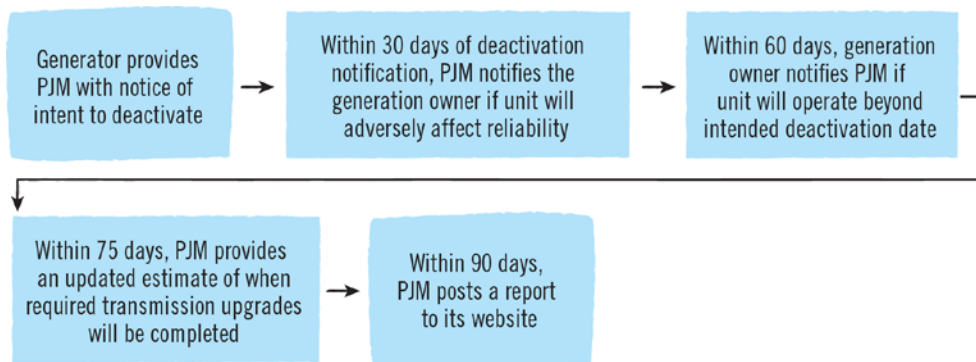 Generator provides
PJM with notice of
intent to deactivate
Within 30 days of deactivation
notification, PJM notifies the
generation owner if unit will
adversely affect reliability
Within 60 days, generation
owner notifies PJM if
unit will operate beyond
intended deactivation date
Within 75 days, PJM provides
an updated estimate of when
required transmission upgrades
will be completed
Within 90 days,
PJM posts a report
to its website